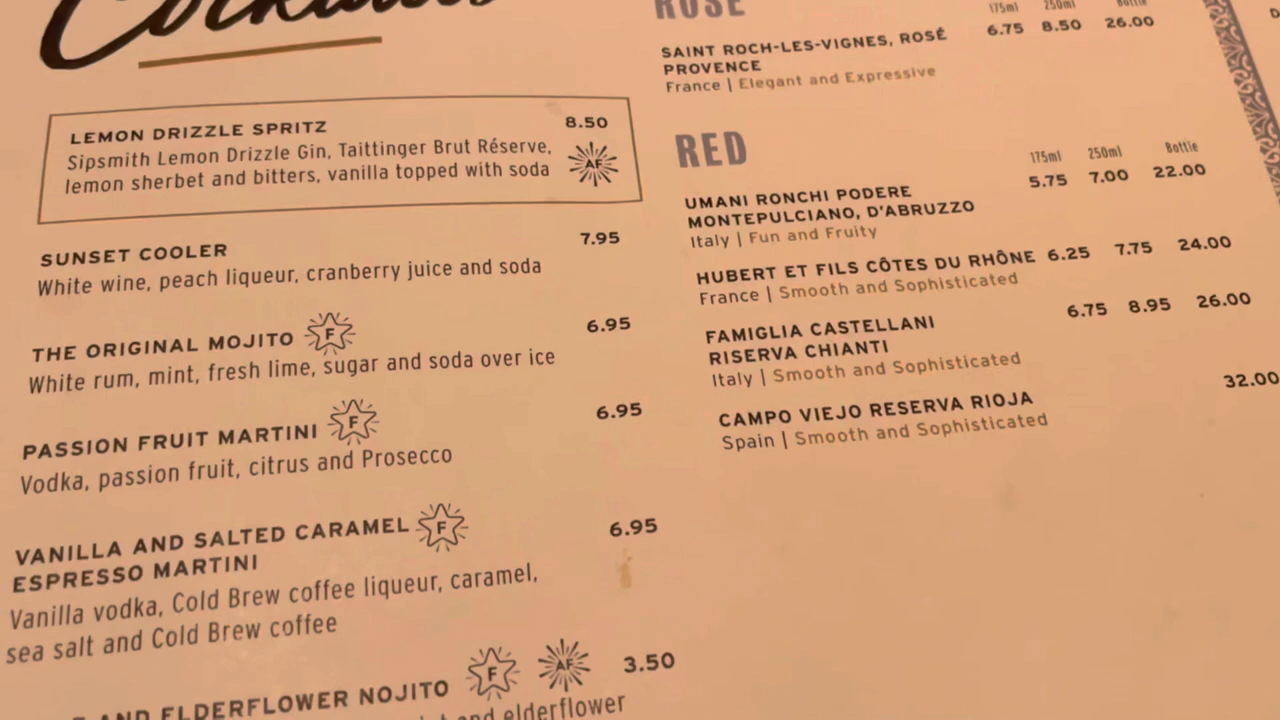 Cocktails
LEMON DRIZZLE SPRITZ 8.50
Sipsmith Lemon Drizzle Gin, Taittinger Brut Réserve,
lemon sherbet and bitters, vanilla topped with soda
AF
SUNSET COOLER 7.95
White wine, peach liqueur, cranberry juice and soda
THE ORIGINAL MOJITO F 6.95
White rum, mint, fresh lime, sugar and soda over ice
PASSION FRUIT MARTINI F 6.95
Vodka, passion fruit, citrus and Prosecco
VANILLA AND SALTED CARAMEL F 6.95
ESPRESSO MARTINI
Vanilla vodka, Cold Brew coffee liqueur, caramel,
sea salt and Cold Brew coffee
AND ELDERFLOWER NOJITO F AF 3.50
and elderflower
ROSÉ
175ml 250ml Bottle
SAINT ROCH-LES-VIGNES, ROSÉ 6.75 8.50 26.00
PROVENCE
France | Elegant and Expressive
RED
175ml 250ml Bottle
UMANI RONCHI PODERE 5.75 7.00 22.00
MONTEPULCIANO, D'ABRUZZO
Italy | Fun and Fruity
HUBERT ET FILS CÔTES DU RHÔNE 6.25 7.75 24.00
France | Smooth and Sophisticated
FAMIGLIA CASTELLANI 6.75 8.95 26.00
RISERVA CHIANTI
Italy | Smooth and Sophisticated
CAMPO VIEJO RESERVA RIOJA 32.00
Spain | Smooth and Sophisticated